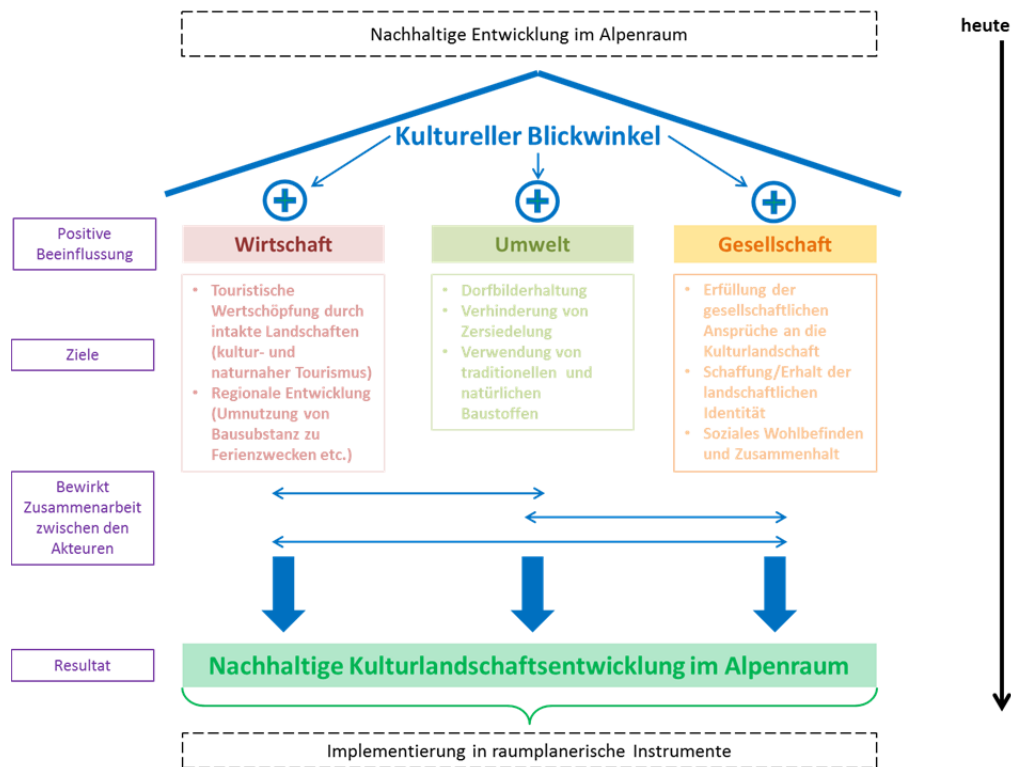 Nachhaltige Entwicklung im Alpenraum
heute
Kultureller Blickwinkel
Positive
Beeinflussung
Wirtschaft
Umwelt
Gesellschaft
Ziele
• Touristische
Wertschöpfung durch
intakte Landschaften
(kultur- und
naturnaher Tourismus)
• Regionale Entwicklung
(Umnutzung von
Bausubstanz zu
Ferienzwecken etc.)
• Dorfbilderhaltung
• Verhinderung von
Zersiedelung
• Verwendung von
traditionellen und
natürlichen
Baustoffen
• Erfüllung der
gesellschaftlichen
Ansprüche an die
Kulturlandschaft
• Schaffung/Erhalt der
landschaftlichen
Identität
• Soziales Wohlbefinden
und Zusammenhalt
Bewirkt
Zusammenarbeit
zwischen den
Akteuren
Resultat
Nachhaltige Kulturlandschaftsentwicklung im Alpenraum
Implementierung in raumplanerische Instrumente